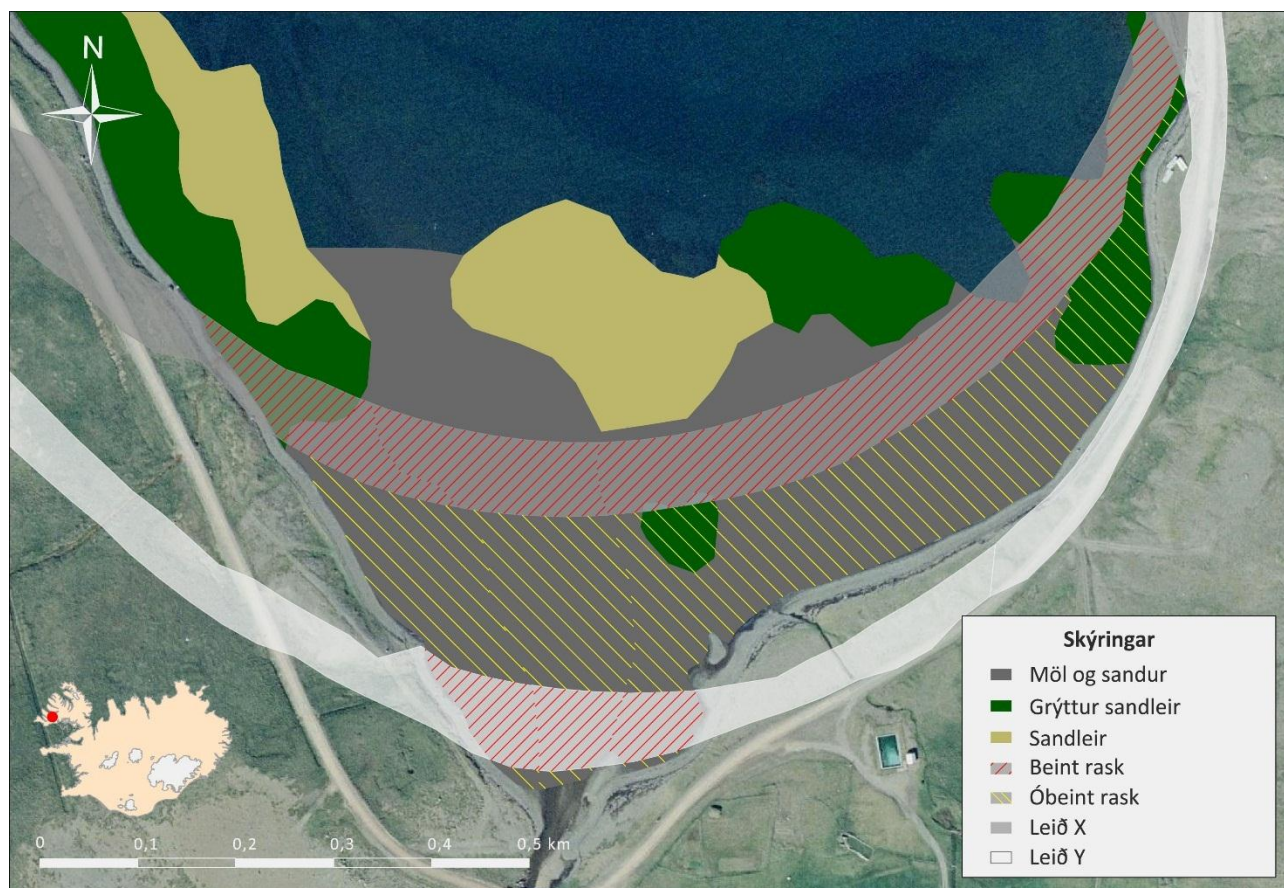 N
Skýringar
Möl og sandur
Grýttur sandleir
Sandleir
Beint rask
Óbeint rask
Leið X
Leið Y
0 0,1 0,2 0,3 0,4 0,5 km